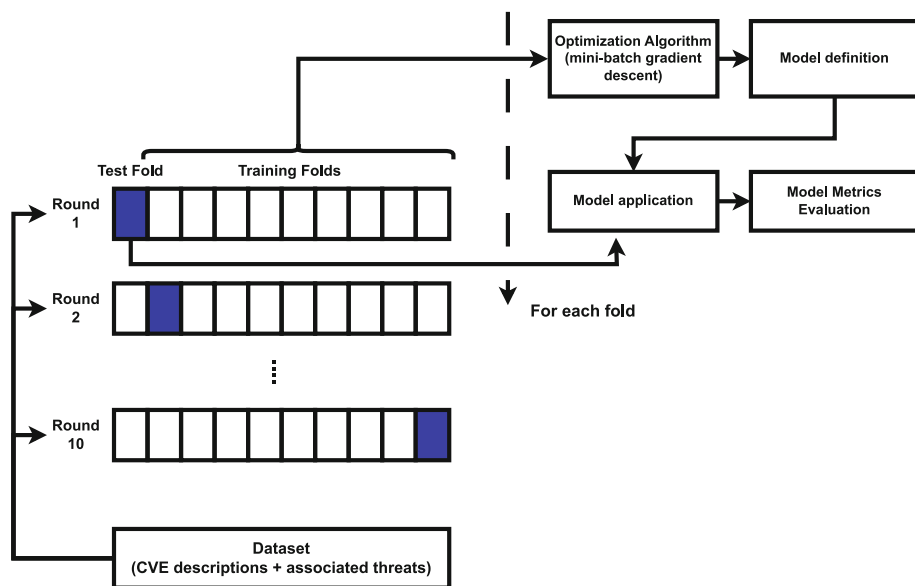 Optimization Algorithm
(mini-batch gradient
descent)
Model definition
Test Fold
Training Folds
Round
1
Model application
Model Metrics
Evaluation
Round
2
For each fold
Round
10
Dataset
(CVE descriptions + associated threats)